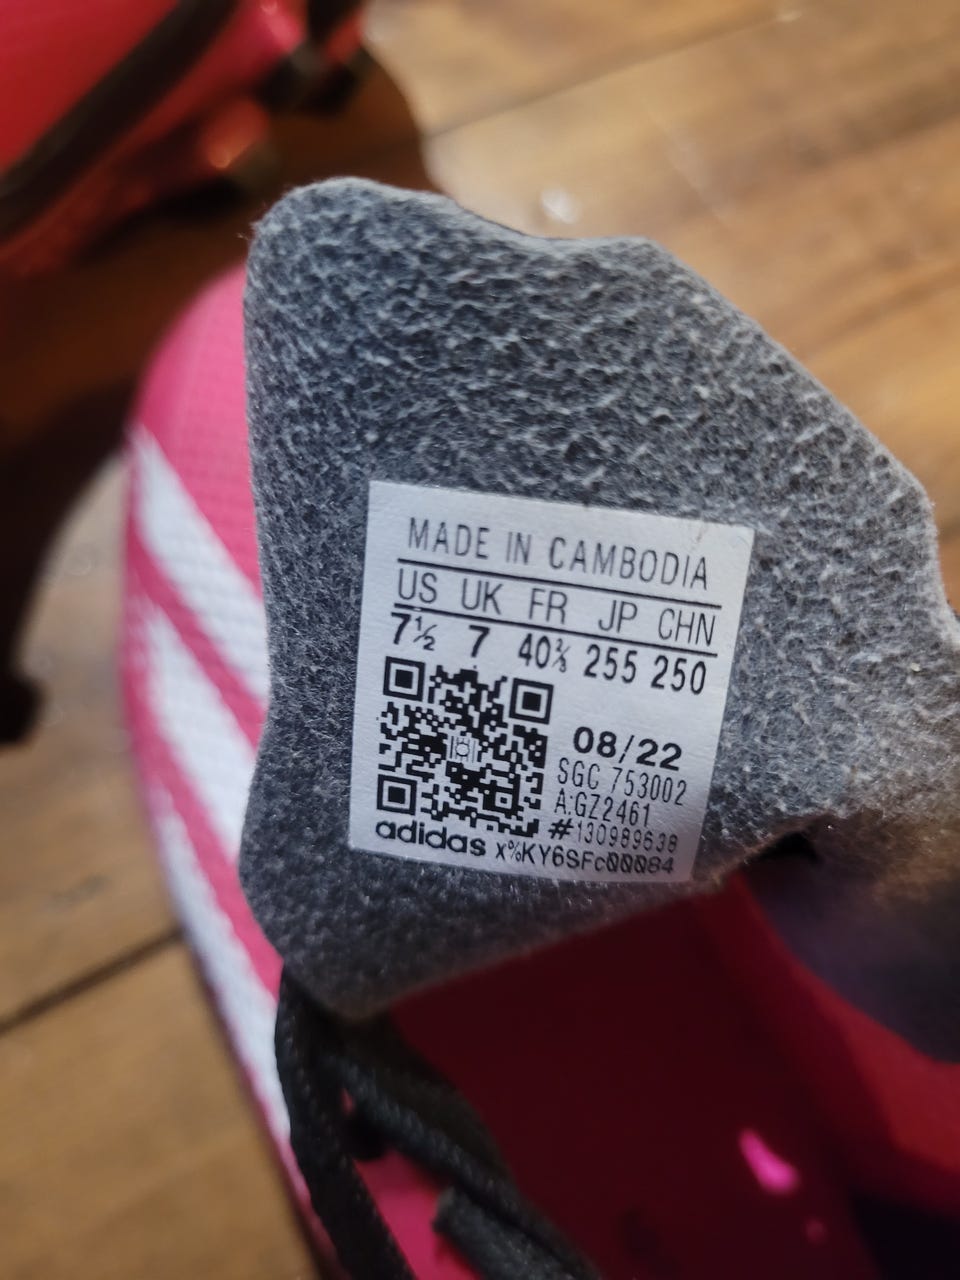 MADE IN CAMBODIA
US UK FR JP CHN
7½ 7 40⅔ 255 250
08/22
SGC 753002
A:GZ2461
#130989638
adidas x%KY6SFc00084